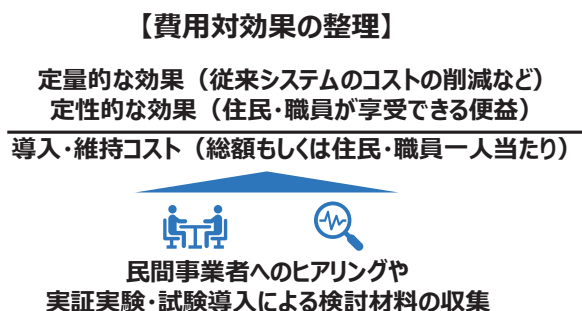 【費用対効果の整理】
定量的な効果（従来システムのコストの削減など）
定性的な効果（住民・職員が享受できる便益）
導入・維持コスト（総額もしくは住民・職員一人当たり）
民間事業者へのヒアリングや
実証実験・試験導入による検討材料の収集